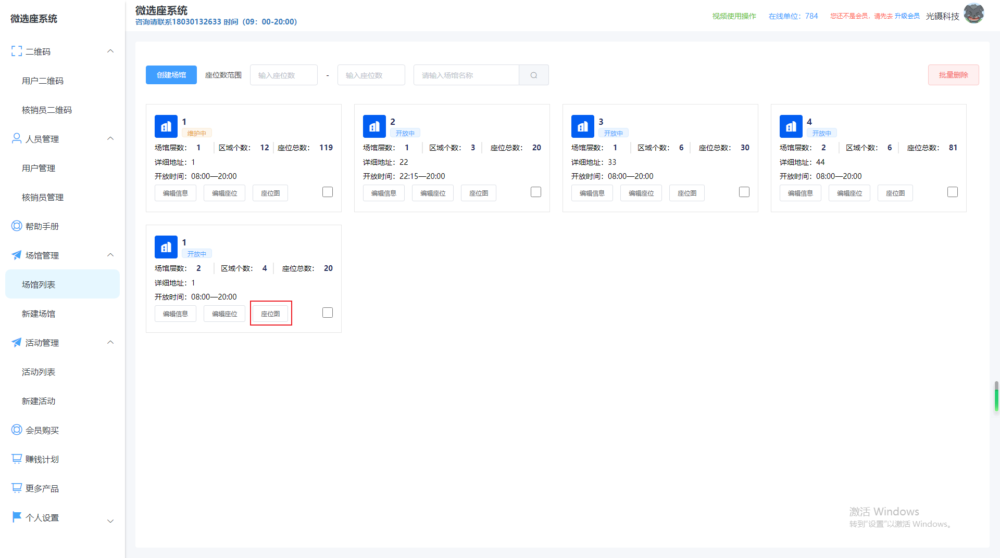 微选座系统
二维码
用户二维码
核销员二维码
人员管理
用户管理
核销员管理
帮助手册
场馆管理
场馆列表
新建场馆
活动管理
活动列表
新建活动
会员购买
赚钱计划
更多产品
个人设置
微选座系统
咨询请联系18030132633 时间（09：00-20:00）
视频使用操作 在线单位：784 您还不是会员，请先去 升级会员 光镊科技
创建场馆 座位数范围 输入座位数 - 输入座位数 请输入场馆名称 批量删除
1
维护中
场馆层数： 1 区域个数： 12 座位总数： 119
详细地址：1
开放时间：08:00—20:00
编辑信息 编辑座位 座位图
2
开放中
场馆层数： 1 区域个数： 3 座位总数： 20
详细地址：22
开放时间：22:15—20:00
编辑信息 编辑座位 座位图
3
开放中
场馆层数： 1 区域个数： 6 座位总数： 30
详细地址：33
开放时间：08:00—20:00
编辑信息 编辑座位 座位图
4
开放中
场馆层数： 2 区域个数： 6 座位总数： 81
详细地址：44
开放时间：08:00—20:00
编辑信息 编辑座位 座位图
1
开放中
场馆层数： 2 区域个数： 4 座位总数： 20
详细地址：1
开放时间：08:00—20:00
编辑信息 编辑座位 座位图
激活 Windows
转到"设置"以激活 Windows。